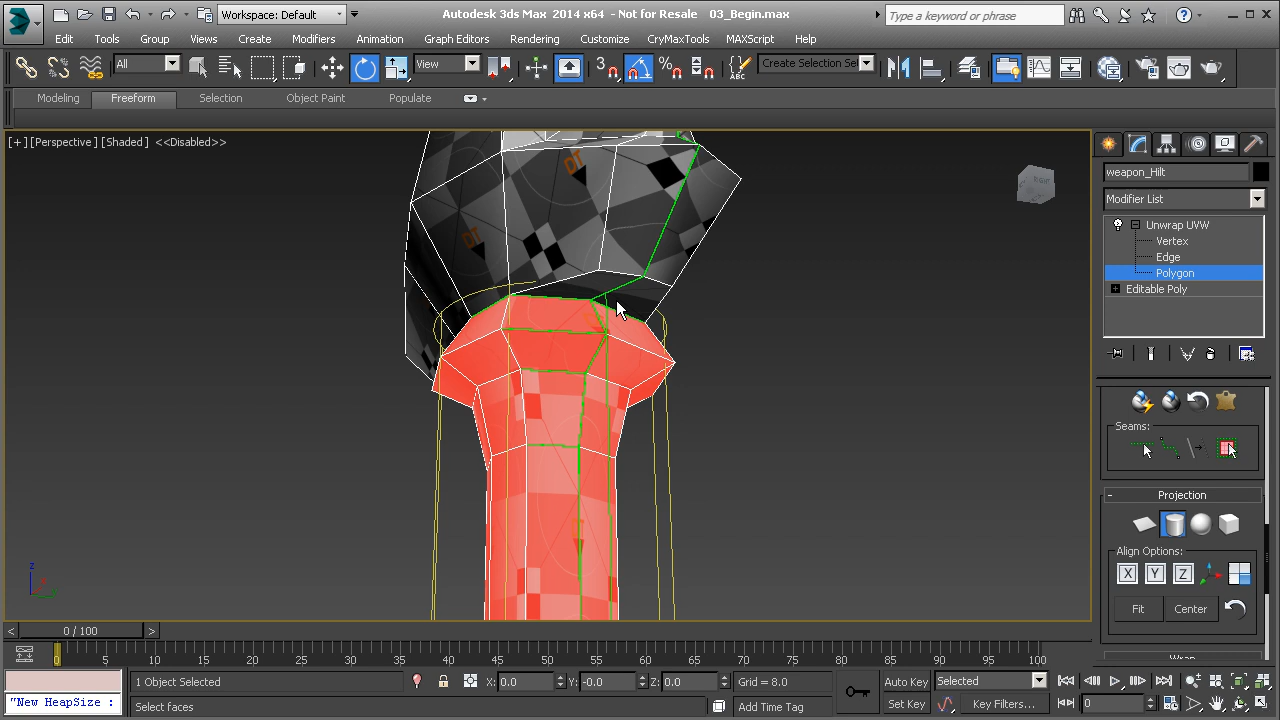 Workspace: Default
Autodesk 3ds Max 2014 x64 - Not for Resale 03_Begin.max
Type a keyword or phrase
Edit Tools Group Views Create Modifiers Animation Graph Editors Rendering Customize CryMaxTools MAXScript Help
All View 3 Create Selection Se
Modeling Freeform Selection Object Paint Populate
[+][Perspective][Shaded] <<Disabled>>
weapon_Hilt
Modifier List
Unwrap UVW
Vertex
Edge
Polygon
Editable Poly
Seams:
- Projection
Align Options:
X Y Z
Fit Center
Wrap
z
< 0 / 100 >
0 5 10 15 20 25 30 35 40 45 50 55 60 65 70 75 80 85 90 95 100
1 Object Selected X: 0.0 Y: -0.0 Z: 0.0 Grid = 8.0 Auto Key Selected
"New HeapSize : Select faces Add Time Tag Set Key Key Filters... 0